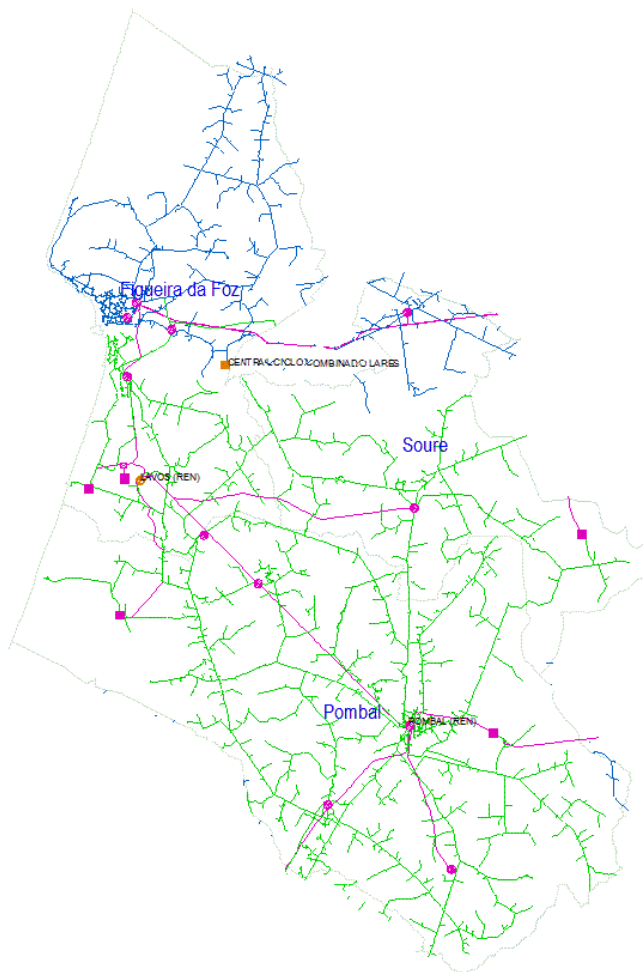 Figueira da Foz
CENTRAL CICLO COMBINADO LARES
Soure
LAVOS (REN)
Pombal
POMBAL (REN)